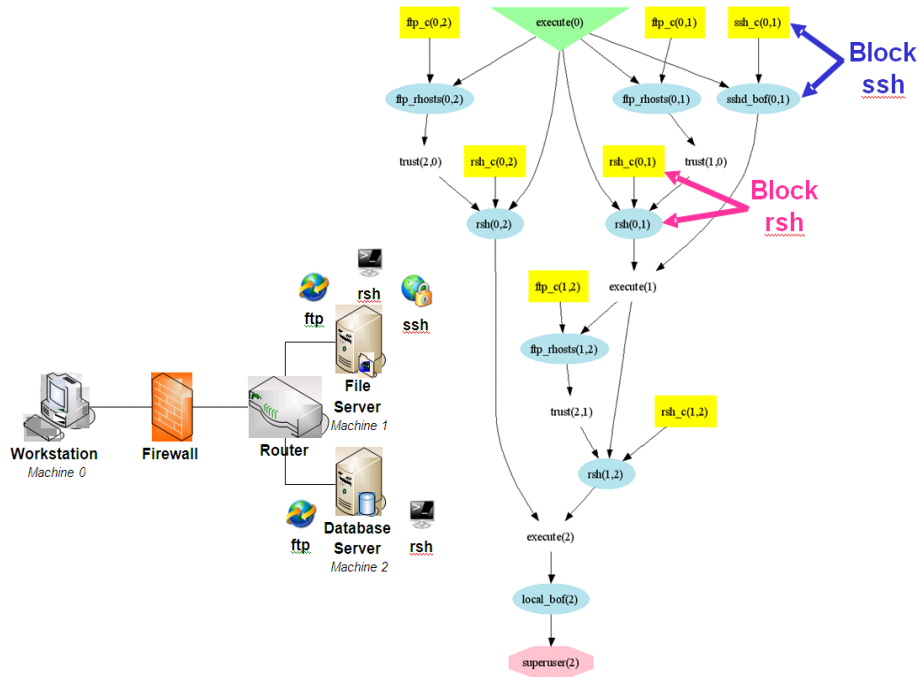 ftp_c(0,2)
execute(0)
ftp_c(0,1)
ssh_c(0,1)
Block
ssh
ftp_rhosts(0,2)
ftp_rhosts(0,1)
sshd_bof(0,1)
trust(2,0)
rsh_c(0,2)
rsh_c(0,1)
trust(1,0)
Block
rsh
rsh(0,2)
rsh(0,1)
ftp_c(1,2)
execute(1)
ftp_rhosts(1,2)
trust(2,1)
rsh_c(1,2)
rsh(1,2)
execute(2)
local_bof(2)
superuser(2)
rsh
ftp
ssh
File
Server
Machine 1
Workstation
Machine 0
Firewall
Router
ftp
Database
Server
Machine 2
rsh